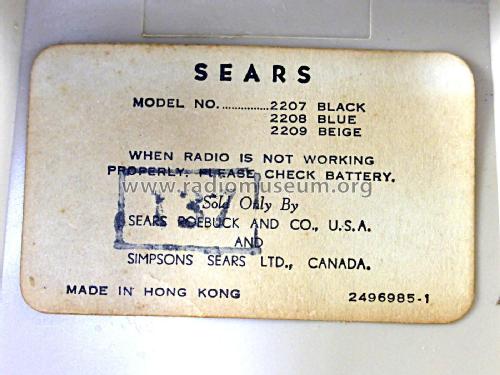 SEARS
MODEL NO................2207 BLACK
2208 BLUE
2209 BEIGE
WHEN RADIO IS NOT WORKING
PROPERLY. PLEASE CHECK BATTERY.
www.radiomuseum.org
Sold Only By
137
SEARS ROEBUCK AND CO., U.S.A.
AND
SIMPSONS SEARS LTD., CANADA.
MADE IN HONG KONG 2496985-1